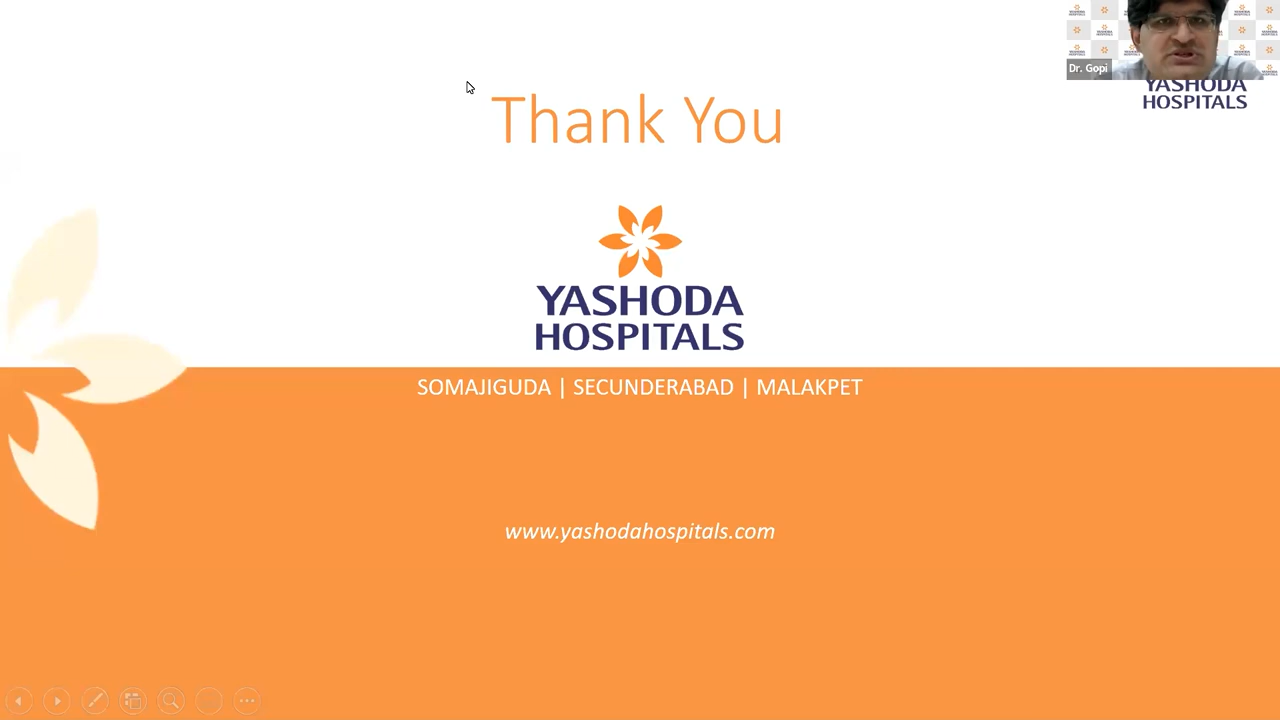 Thank You
Dr. Gopi
YASHODA
HOSPITALS
YASHODA
HOSPITALS
SOMAJIGUDA | SECUNDERABAD | MALAKPET
www.yashodahospitals.com